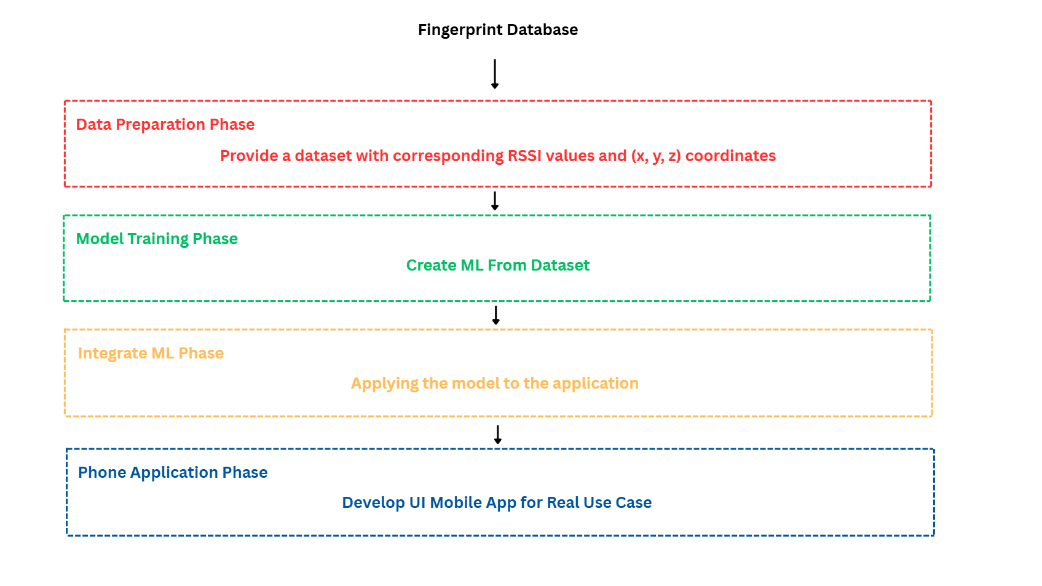 Fingerprint Database
Data Preparation Phase
Provide a dataset with corresponding RSSI values and (x, y, z) coordinates
Model Training Phase
Create ML From Dataset
Integrate ML Phase
Applying the model to the application
Phone Application Phase
Develop UI Mobile App for Real Use Case